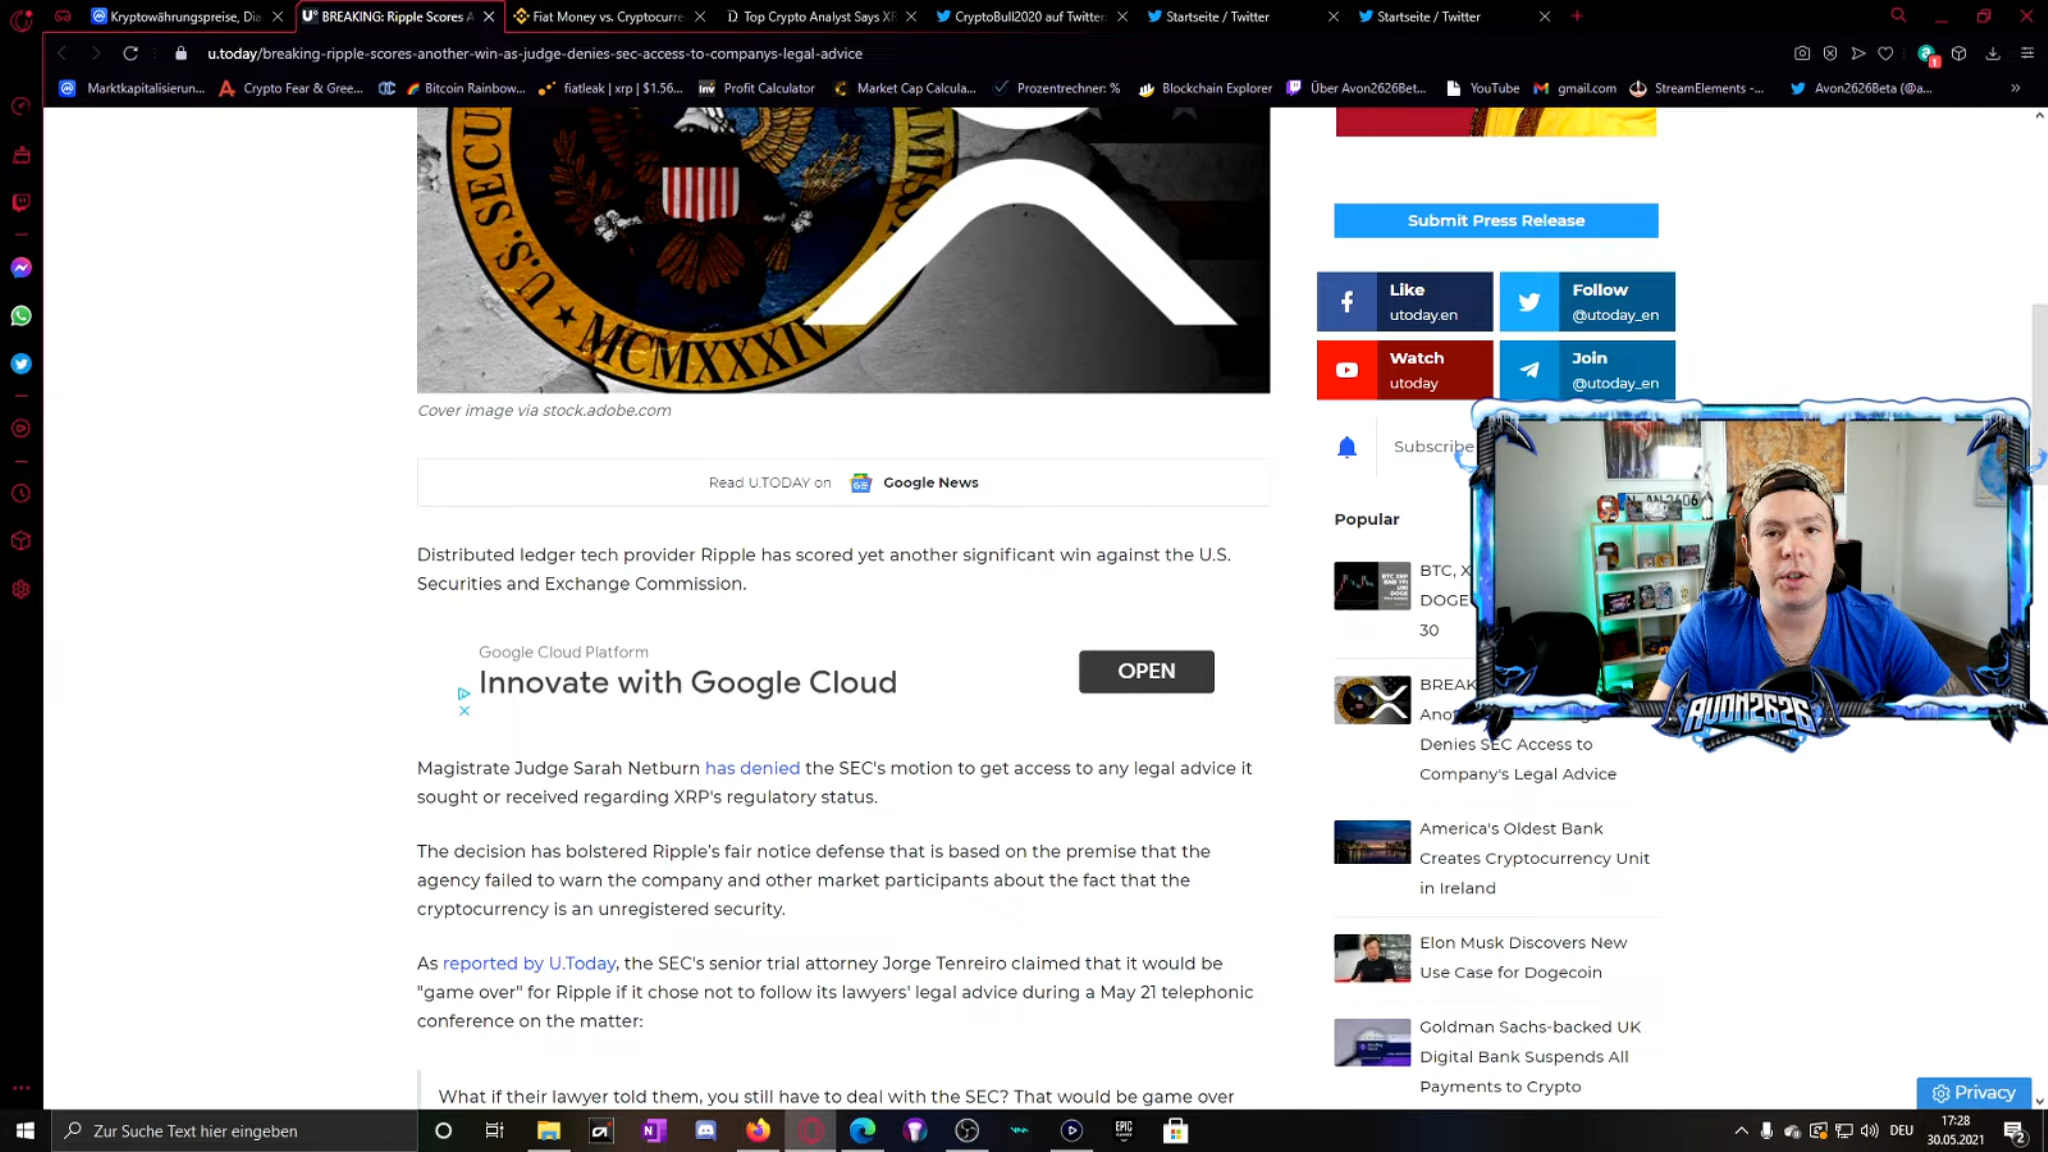 Kryptowährungspreise, Dia
BREAKING: Ripple Scores A
Fiat Money vs. Cryptocurre
Top Crypto Analyst Says XR
CryptoBull2020 auf Twitter
Startseite / Twitter
Startseite / Twitter
u.today/breaking-ripple-scores-another-win-as-judge-denies-sec-access-to-companys-legal-advice
Marktkapitalisierun...
Crypto Fear & Gree...
Bitcoin Rainbow...
fiatleak | xrp | $1.56...
Profit Calculator
Market Cap Calcula...
Prozentrechner: %
Blockchain Explorer
Über Avon2626Bet...
YouTube
gmail.com
StreamElements -...
Avon2626Beta (@a...
U.S. SECU
MCMXXXIV
Cover image via stock.adobe.com
Read U.TODAY on Google News
Distributed ledger tech provider Ripple has scored yet another significant win against the U.S.
Securities and Exchange Commission.
Google Cloud Platform
Innovate with Google Cloud
OPEN
Magistrate Judge Sarah Netburn has denied the SEC's motion to get access to any legal advice it
sought or received regarding XRP's regulatory status.
The decision has bolstered Ripple's fair notice defense that is based on the premise that the
agency failed to warn the company and other market participants about the fact that the
cryptocurrency is an unregistered security.
As reported by U.Today, the SEC's senior trial attorney Jorge Tenreiro claimed that it would be
"game over" for Ripple if it chose not to follow its lawyers' legal advice during a May 21 telephonic
conference on the matter:
What if their lawyer told them, you still have to deal with the SEC? That would be game over
Submit Press Release
Like
utoday.en
Follow
@utoday_en
Watch
utoday
Join
@utoday_en
Subscribe
Popular
BTC, X
DOGE
30
BREAK
Ano
Denies SEC Access to
Company's Legal Advice
America's Oldest Bank
Creates Cryptocurrency Unit
in Ireland
Elon Musk Discovers New
Use Case for Dogecoin
Goldman Sachs-backed UK
Digital Bank Suspends All
Payments to Crypto
AVON2626
Privacy
Zur Suche Text hier eingeben
EPIC
DEU
17:28
30.05.2021
2